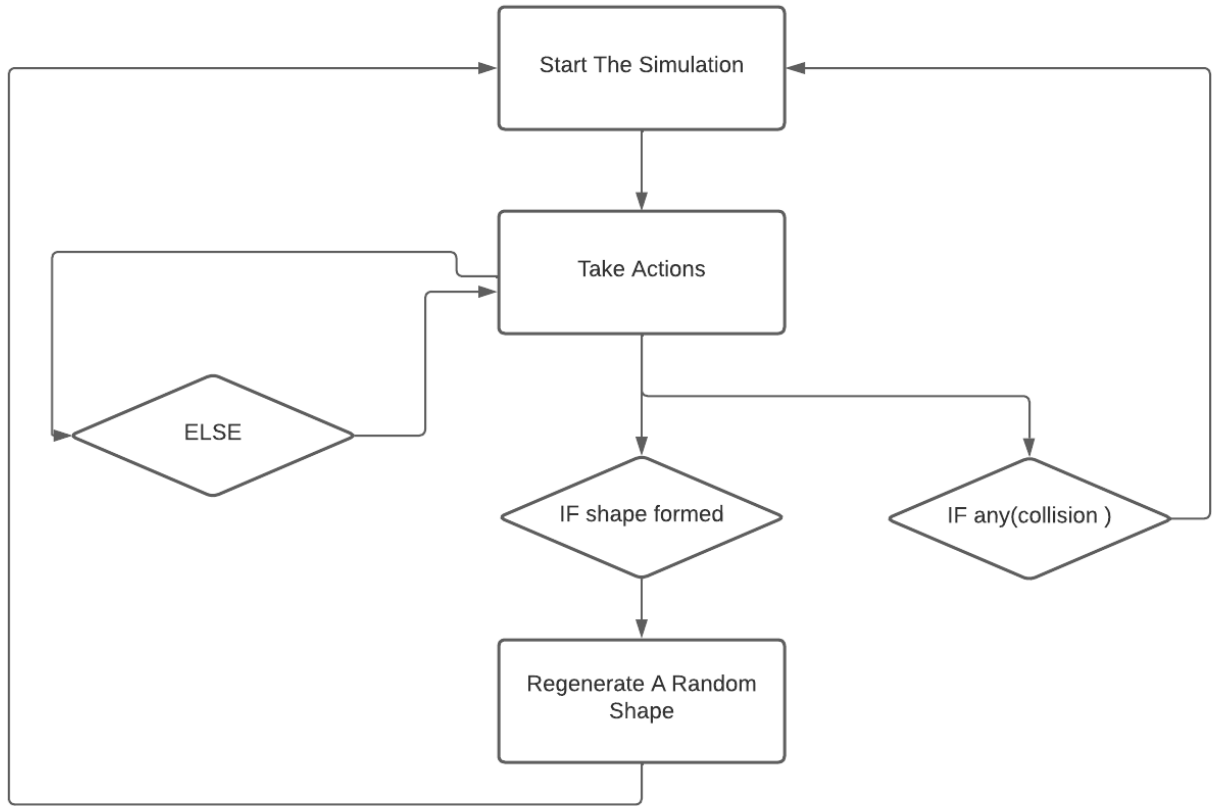 Start The Simulation
Take Actions
ELSE
IF shape formed
IF any(collision )
Regenerate A Random
Shape